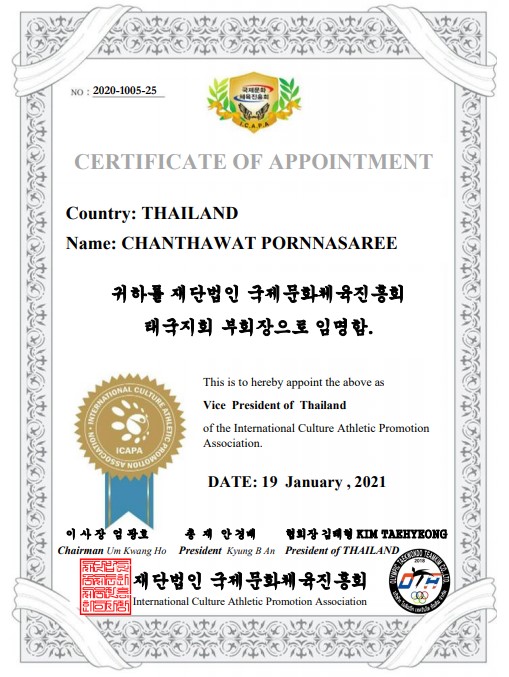 NO : 2020-1005-25
국제문화
체육진흥회
I.C.A.P.A
CERTIFICATE OF APPOINTMENT
Country: THAILAND
Name: CHANTHAWAT PORNNASAREE
귀하를 재단법인 국제문화체육진흥회
태국지회 부회장으로 임명함.
This is to hereby appoint the above as
Vice President of Thailand
of the International Culture Athletic Promotion
Association.
INTERNATIONAL CULTURE ATHLETIC PROMOTION ASSOCIATION
ICAPA
DATE: 19 January , 2021
이 사 장 엄 광 호 총 재 안 경 배 협회장 김 태 형 KIM TAEHYEONG
Chairman Um Kwang Ho President Kyung B An President of THAILAND
재단법인 국제문화체육진흥회
International Culture Athletic Promotion Association
2018